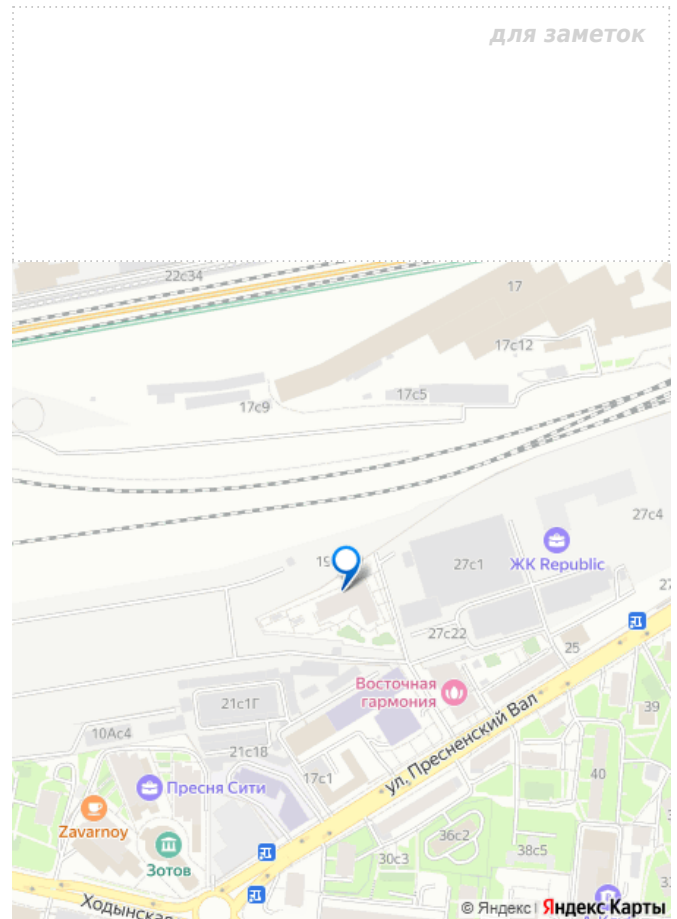 для заметок
22с34
17
17с12
17с5
17с9
27с4
ЖК Republic
27с1
27с22
25
Восточная
гармония
39
21с1Г
10Ас4
21с18
ул. Пресненский Вал
17с1
40
Пресня Сити
Zavarnoy
Зотов
36с2
38с5
30с3
Ходынская
© Яндекс
Яндекс Карты